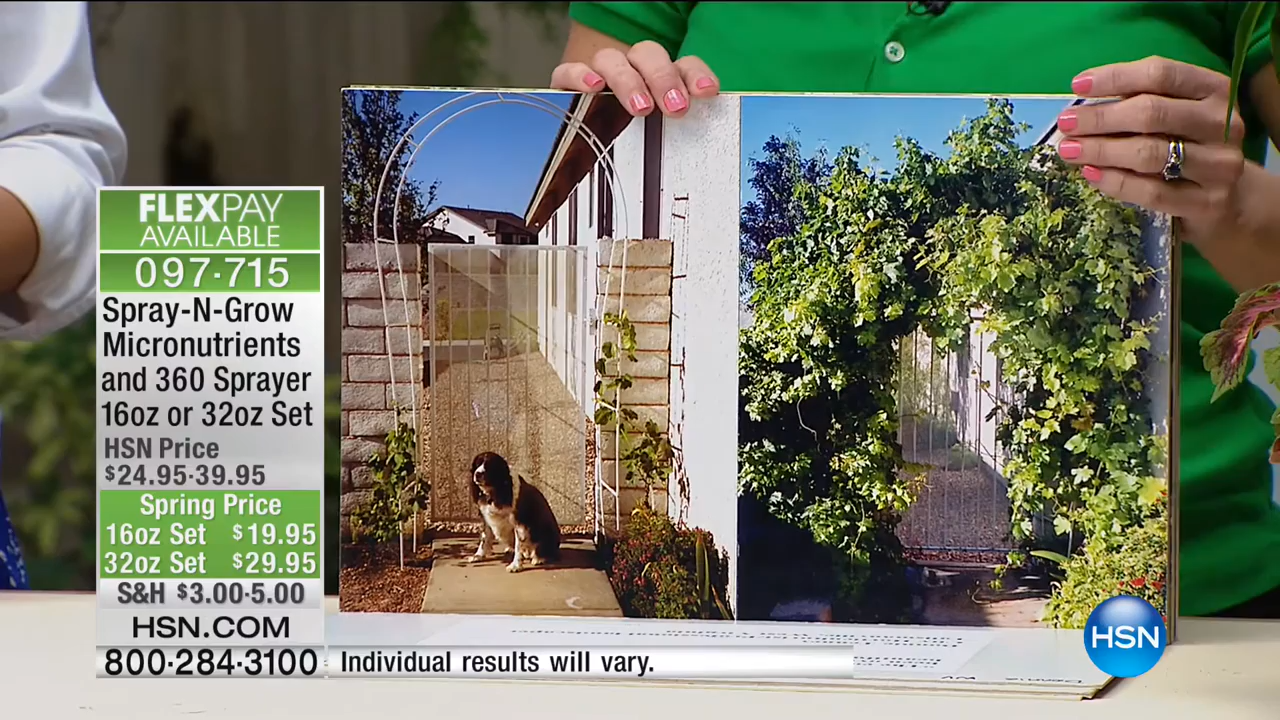 FLEXPAY
AVAILABLE
097·715
Spray-N-Grow
Micronutrients
and 360 Sprayer
16oz or 32oz Set
HSN Price
$24.95-39.95
Spring Price
16oz Set $19.95
32oz Set $29.95
S&H $3.00-5.00
HSN.COM
800·284·3100
Individual results will vary.
HSN